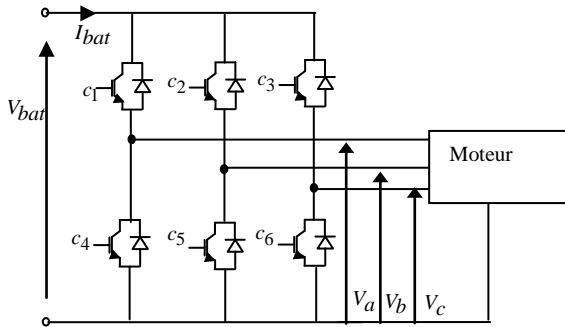 I_bat
c_1
c_2
c_3
V_bat
Moteur
c_4
c_5
c_6
V_a
V_b
V_c